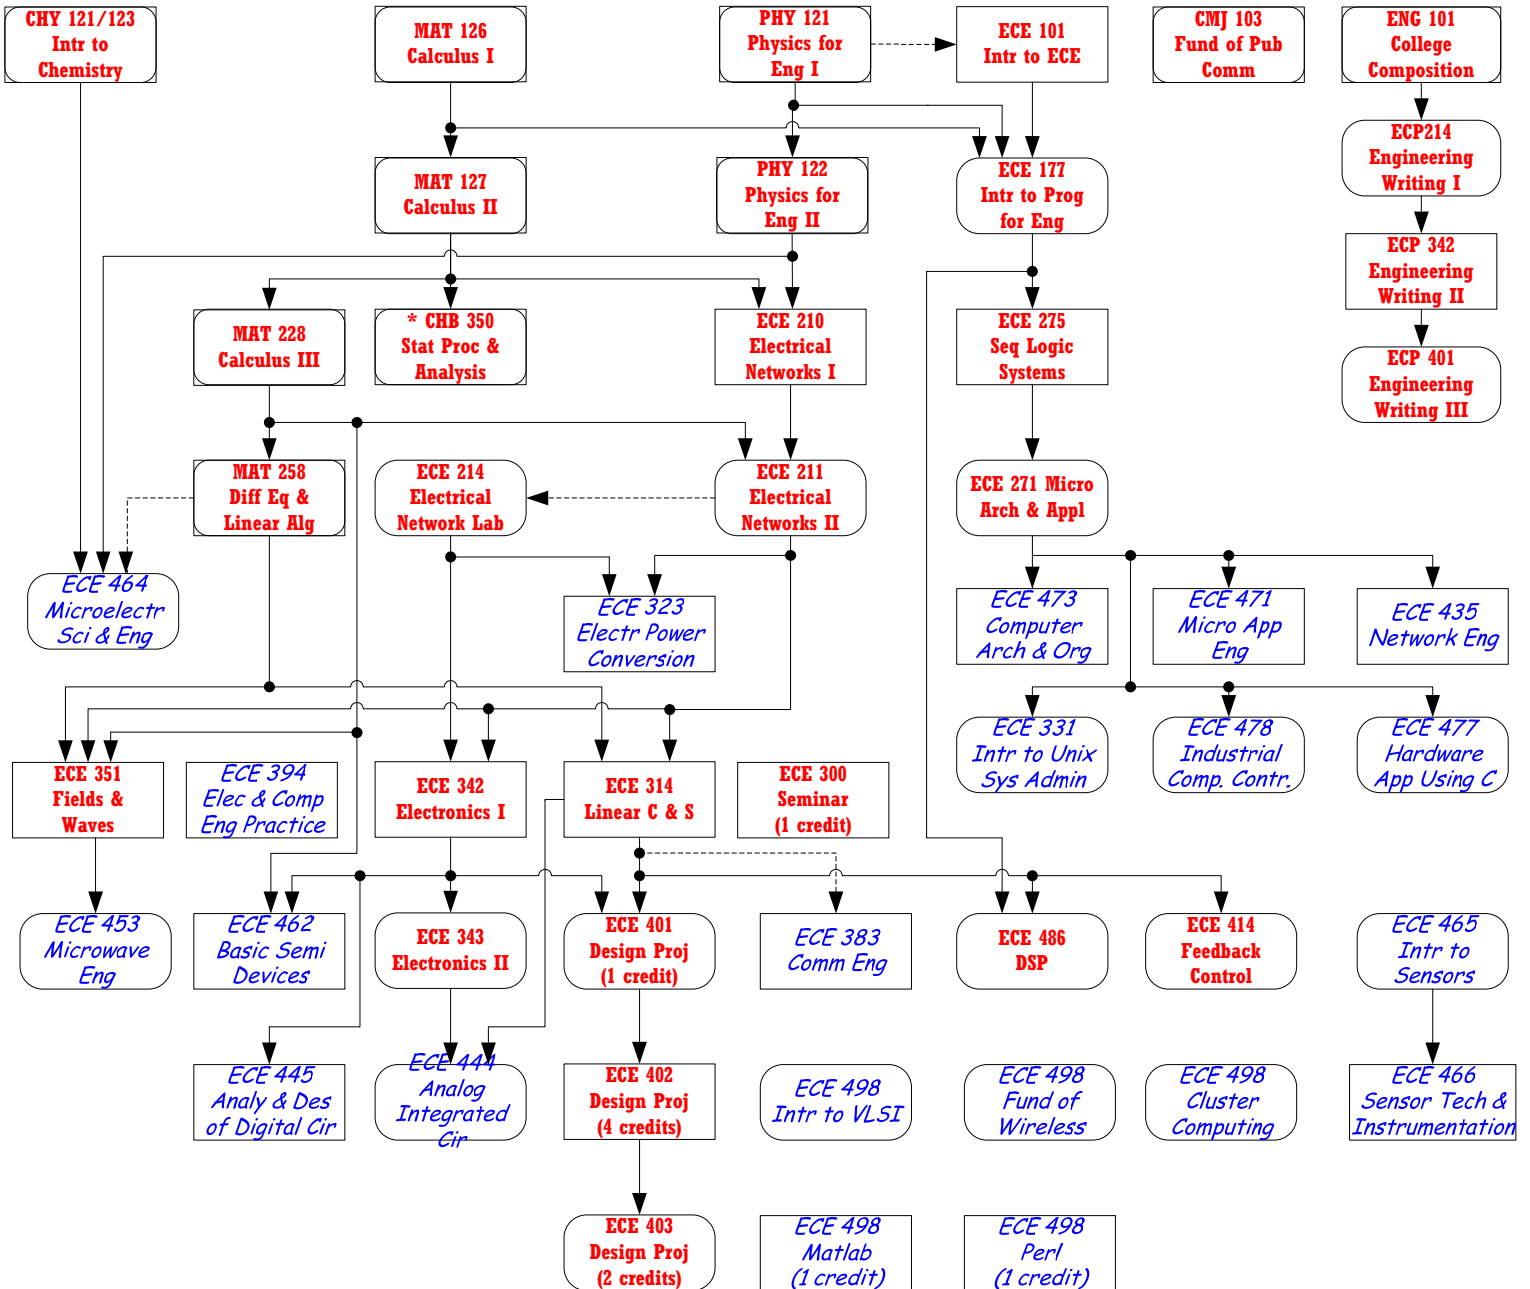 CHY 121/123
Intr to
Chemistry
MAT 126
Calculus I
PHY 121
Physics for
Eng I
ECE 101
Intr to ECE
CMJ 103
Fund of Pub
Comm
ENG 101
College
Composition
ECP214
Engineering
Writing I
MAT 127
Calculus II
PHY 122
Physics for
Eng II
ECE 177
Intr to Prog
for Eng
ECP 342
Engineering
Writing II
MAT 228
Calculus III
* CHB 350
Stat Proc &
Analysis
ECE 210
Electrical
Networks I
ECE 275
Seq Logic
Systems
ECP 401
Engineering
Writing III
MAT 258
Diff Eq &
Linear Alg
ECE 214
Electrical
Network Lab
ECE 211
Electrical
Networks II
ECE 271 Micro
Arch & Appl
ECE 464
Microelectr
Sci & Eng
ECE 323
Electr Power
Conversion
ECE 473
Computer
Arch & Org
ECE 471
Micro App
Eng
ECE 435
Network Eng
ECE 331
Intr to Unix
Sys Admin
ECE 478
Industrial
Comp. Contr.
ECE 477
Hardware
App Using C
ECE 351
Fields &
Waves
ECE 394
Elec & Comp
Eng Practice
ECE 342
Electronics I
ECE 314
Linear C & S
ECE 300
Seminar
(1 credit)
ECE 453
Microwave
Eng
ECE 462
Basic Semi
Devices
ECE 343
Electronics II
ECE 401
Design Proj
(1 credit)
ECE 383
Comm Eng
ECE 486
DSP
ECE 414
Feedback
Control
ECE 465
Intr to
Sensors
ECE 445
Analy & Des
of Digital Cir
ECE 444
Analog
Integrated
Cir
ECE 402
Design Proj
(4 credits)
ECE 498
Intr to VLSI
ECE 498
Fund of
Wireless
ECE 498
Cluster
Computing
ECE 466
Sensor Tech &
Instrumentation
ECE 403
Design Proj
(2 credits)
ECE 498
Matlab
(1 credit)
ECE 498
Perl
(1 credit)